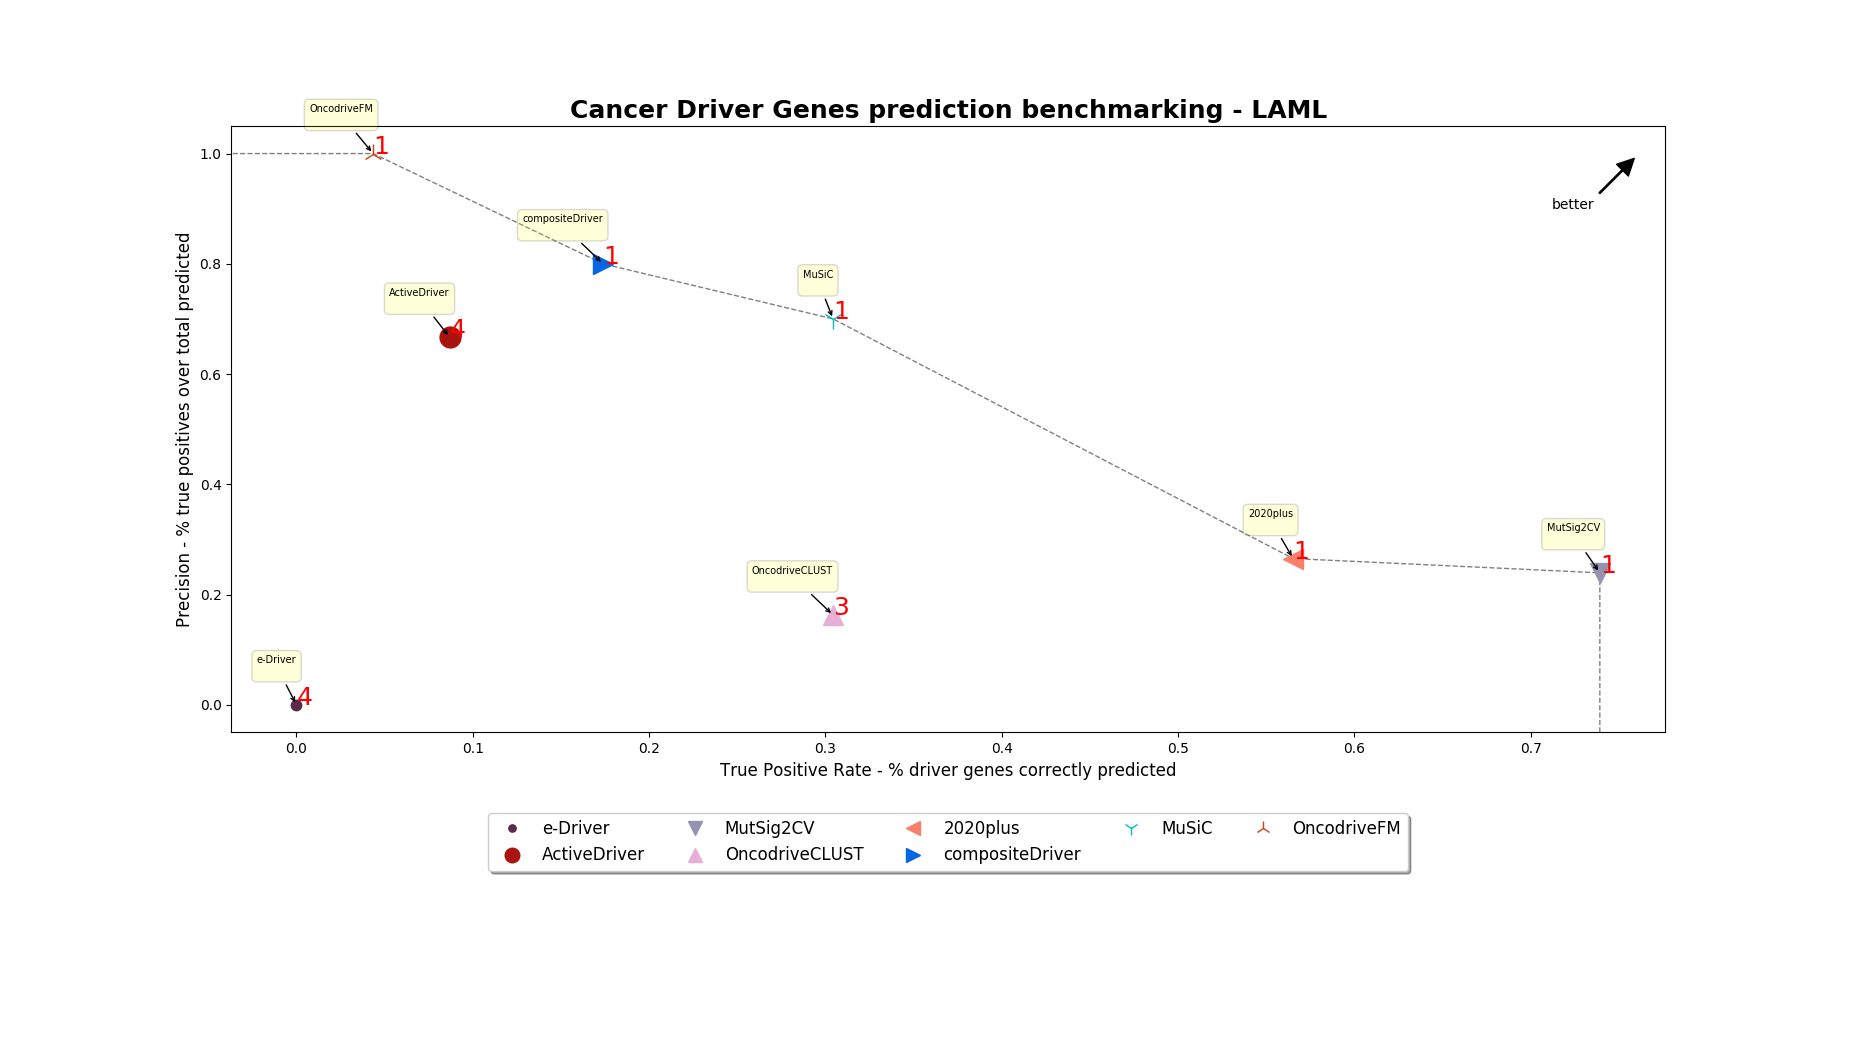 Cancer Driver Genes prediction benchmarking - LAML
OncodriveFM
1
compositeDriver
1
MuSiC
1
ActiveDriver
4
2020plus
1
MutSig2CV
1
OncodriveCLUST
3
e-Driver
4
better
Precision - % true positives over total predicted
1.0
0.8
0.6
0.4
0.2
0.0
0.0 0.1 0.2 0.3 0.4 0.5 0.6 0.7
True Positive Rate - % driver genes correctly predicted
e-Driver MutSig2CV 2020plus MuSiC OncodriveFM
ActiveDriver OncodriveCLUST compositeDriver